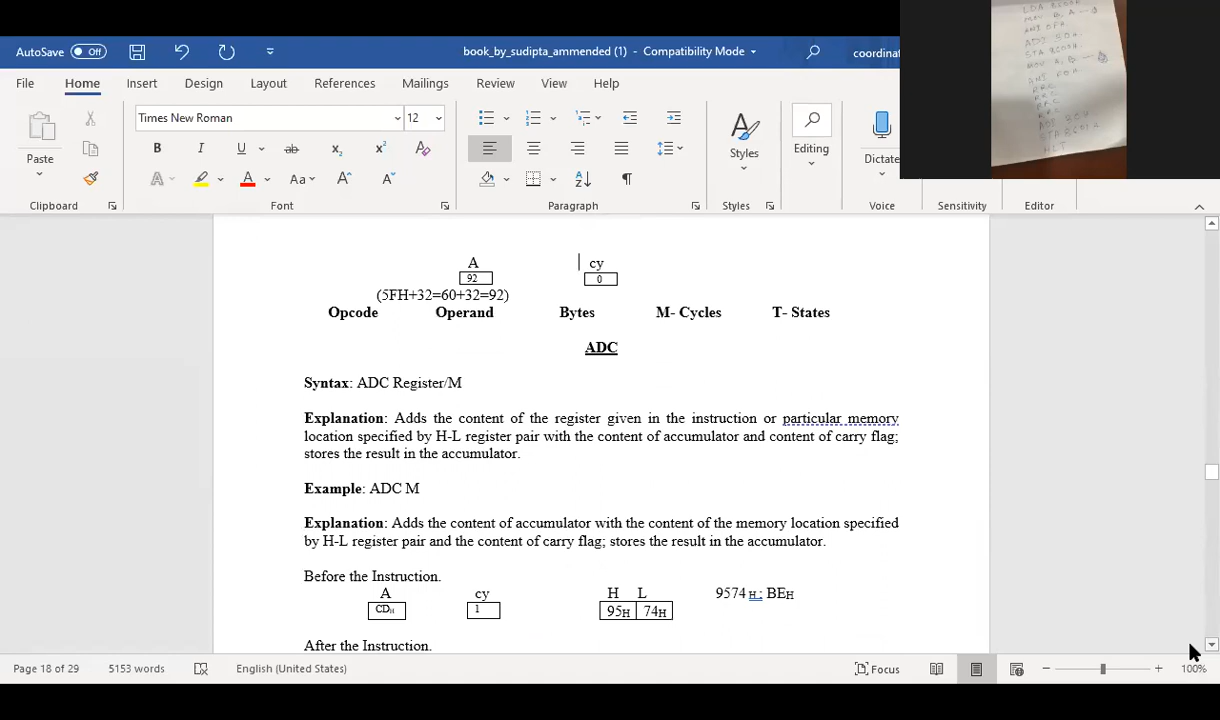 AutoSave Off book_by_sudipta_ammended (1) - Compatibility Mode coordina
File Home Insert Design Layout References Mailings Review View Help
Times New Roman 12
Paste Styles Editing Dictate
Clipboard Font Paragraph Styles Voice Sensitivity Editor
A cy
92 0
(5FH+32=60+32=92)
Opcode Operand Bytes M- Cycles T- States
ADC
Syntax: ADC Register/M
Explanation: Adds the content of the register given in the instruction or particular memory
location specified by H-L register pair with the content of accumulator and content of carry flag;
stores the result in the accumulator.
Example: ADC M
Explanation: Adds the content of accumulator with the content of the memory location specified
by H-L register pair and the content of carry flag; stores the result in the accumulator.
Before the Instruction.
A cy H L 9574 H : BEH
CDH 1 95H 74H
After the Instruction.
Page 18 of 29 5153 words English (United States) Focus 100%
HLT